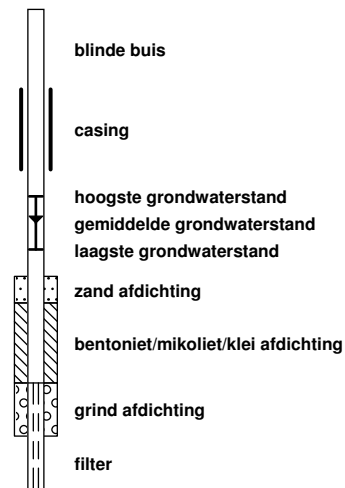 blinde buis
casing
hoogste grondwaterstand
gemiddelde grondwaterstand
laagste grondwaterstand
zand afdichting
bentoniet/mikoliet/klei afdichting
grind afdichting
filter